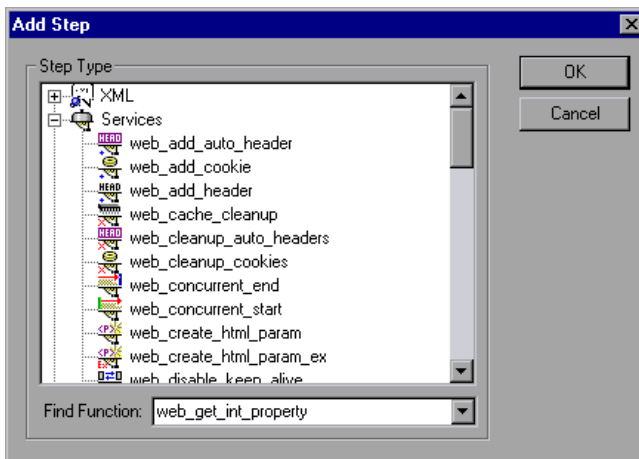 Add Step
Step Type
XML
Services
web_add_auto_header
web_add_cookie
web_add_header
web_cache_cleanup
web_cleanup_auto_headers
web_cleanup_cookies
web_concurrent_end
web_concurrent_start
web_create_html_param
web_create_html_param_ex
web_disable_keep_alive
Find Function: web_get_int_property
OK
Cancel